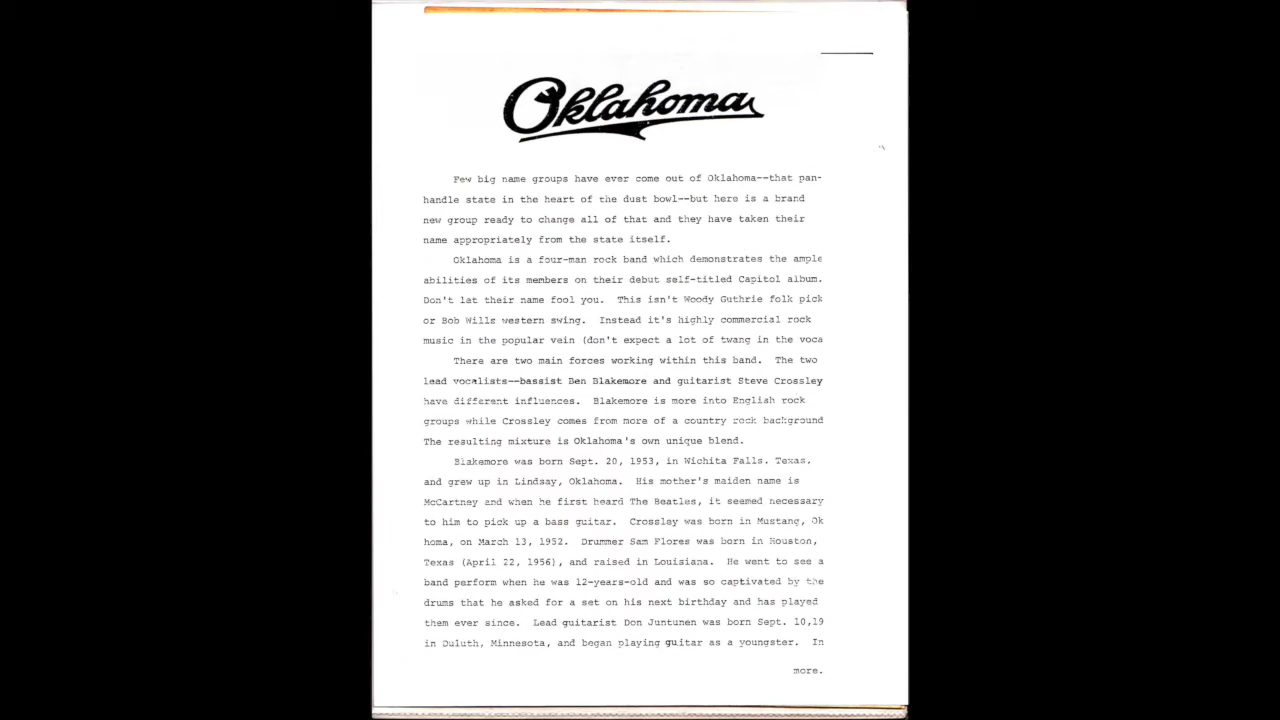 Oklahoma
Few big name groups have ever come out of Oklahoma--that pan-
handle state in the heart of the dust bowl--but here is a brand
new group ready to change all of that and they have taken their
name appropriately from the state itself.
Oklahoma is a four-man rock band which demonstrates the ample
abilities of its members on their debut self-titled Capitol album.
Don't let their name fool you. This isn't Woody Guthrie folk pick
or Bob Wills western swing. Instead it's highly commercial rock
music in the popular vein (don't expect a lot of twang in the voca
There are two main forces working within this band. The two
lead vocalists--bassist Ben Blakemore and guitarist Steve Crossley
have different influences. Blakemore is more into English rock
groups while Crossley comes from more of a country rock background
The resulting mixture is Oklahoma's own unique blend.
Blakemore was born Sept. 20, 1953, in Wichita Falls, Texas,
and grew up in Lindsay, Oklahoma. His mother's maiden name is
McCartney and when he first heard The Beatles, it seemed necessary
to him to pick up a bass guitar. Crossley was born in Mustang, Ok
homa, on March 13, 1952. Drummer Sam Flores was born in Houston,
Texas (April 22, 1956), and raised in Louisiana. He went to see a
band perform when he was 12-years-old and was so captivated by the
drums that he asked for a set on his next birthday and has played
them ever since. Lead guitarist Don Juntunen was born Sept. 10,19
in Duluth, Minnesota, and began playing guitar as a youngster. In
more.